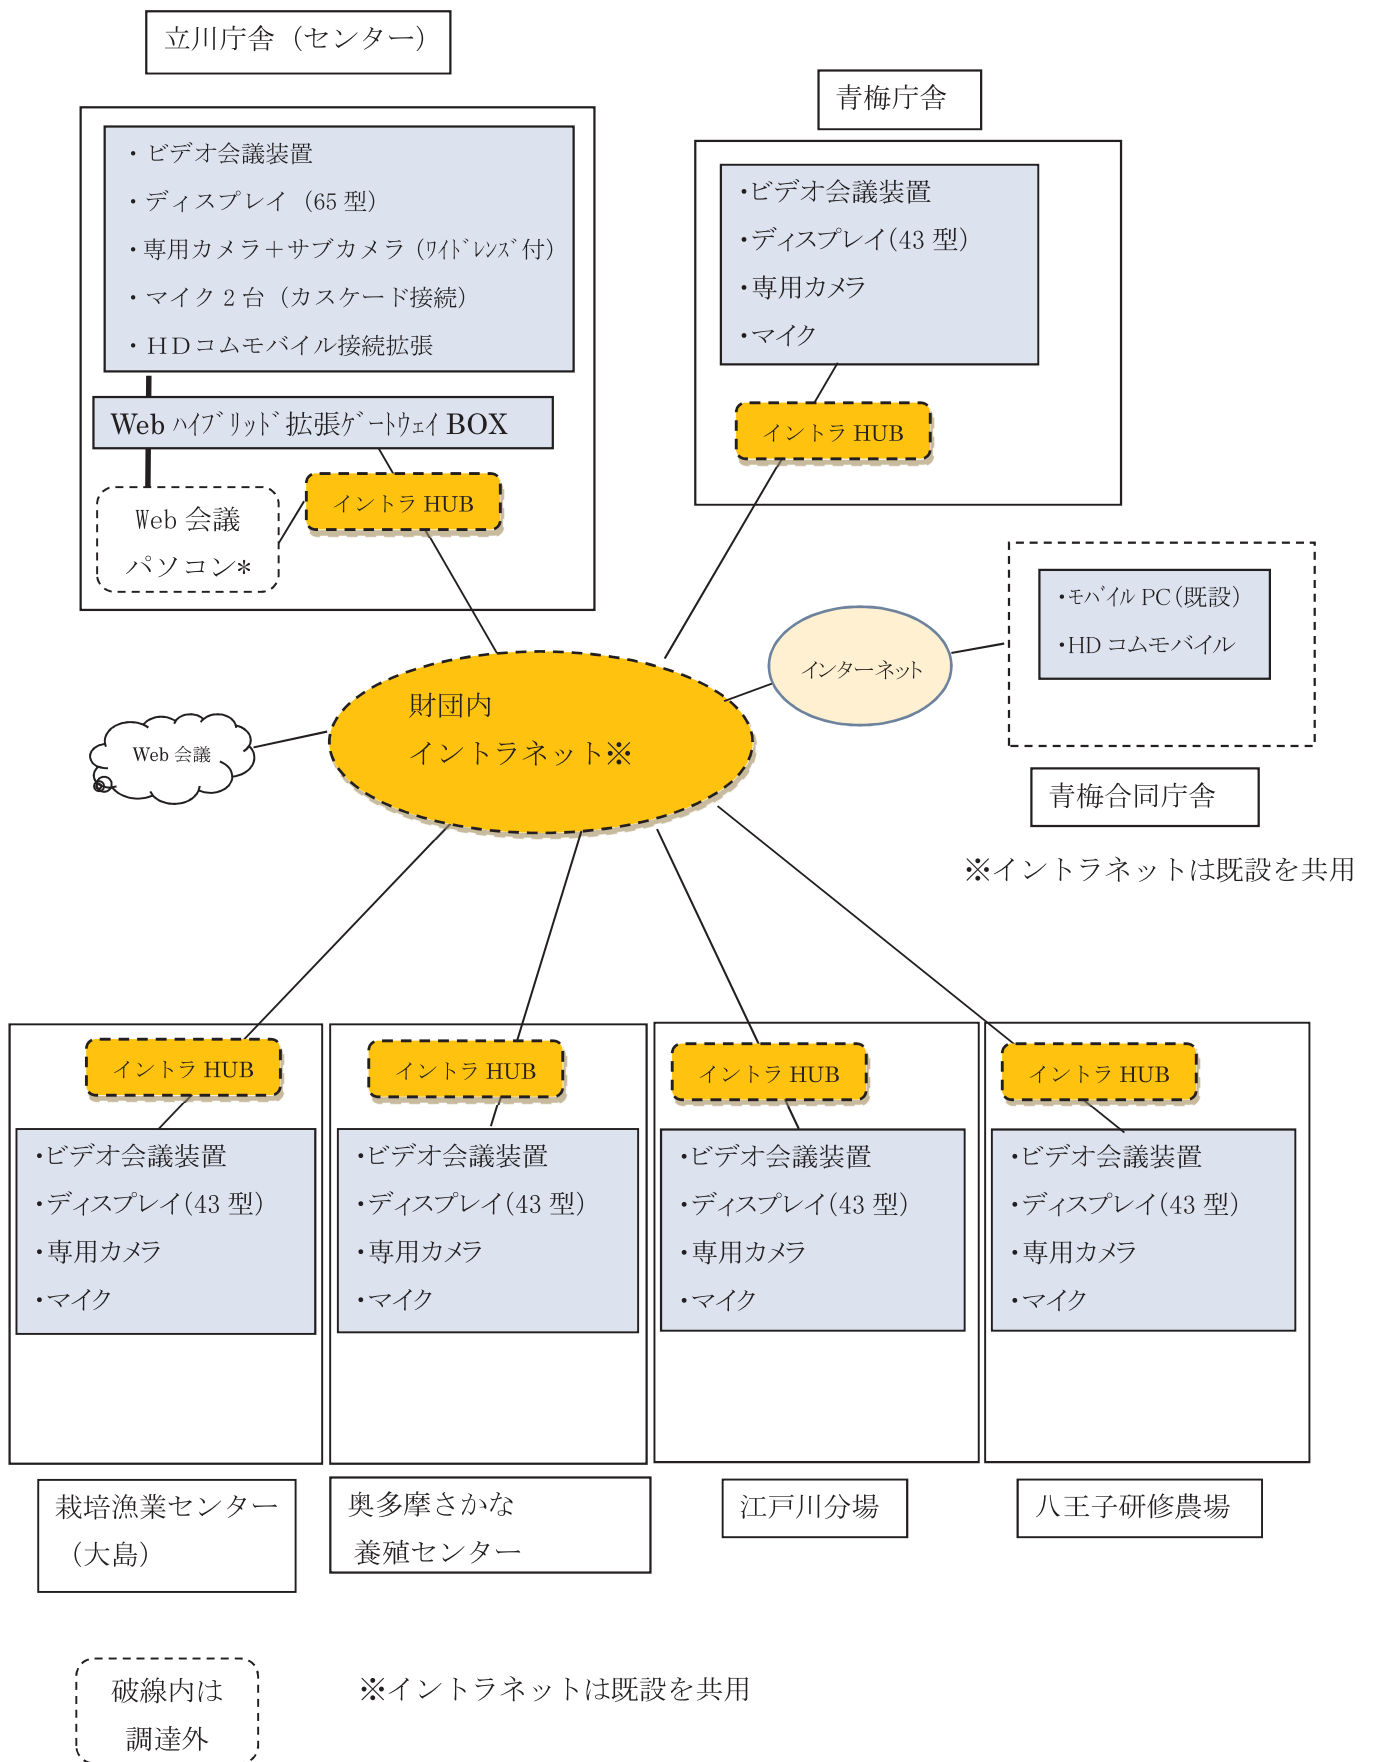 立川庁舎（センター）
・ビデオ会議装置
・ディスプレイ（65 型）
・専用カメラ＋サブカメラ（ﾜｲﾄﾞﾚﾝｽﾞ付）
・マイク 2 台（カスケード接続）
・ＨＤコムモバイル接続拡張
Web ﾊｲﾌﾞﾘｯﾄﾞ拡張ｹﾞｰﾄｳｪｲ BOX
イントラ HUB
Web 会議
パソコン*
青梅庁舎
・ビデオ会議装置
・ディスプレイ(43 型）
・専用カメラ
・マイク
イントラ HUB
・ﾓﾊﾞｲﾙ PC（既設）
・HD コムモバイル
青梅合同庁舎
インターネット
財団内
イントラネット※
Web 会議
※イントラネットは既設を共用
イントラ HUB
・ビデオ会議装置
・ディスプレイ(43 型）
・専用カメラ
・マイク
栽培漁業センター
（大島）
イントラ HUB
・ビデオ会議装置
・ディスプレイ(43 型）
・専用カメラ
・マイク
奥多摩さかな
養殖センター
イントラ HUB
・ビデオ会議装置
・ディスプレイ(43 型）
・専用カメラ
・マイク
江戸川分場
イントラ HUB
・ビデオ会議装置
・ディスプレイ(43 型）
・専用カメラ
・マイク
八王子研修農場
破線内は
調達外
※イントラネットは既設を共用